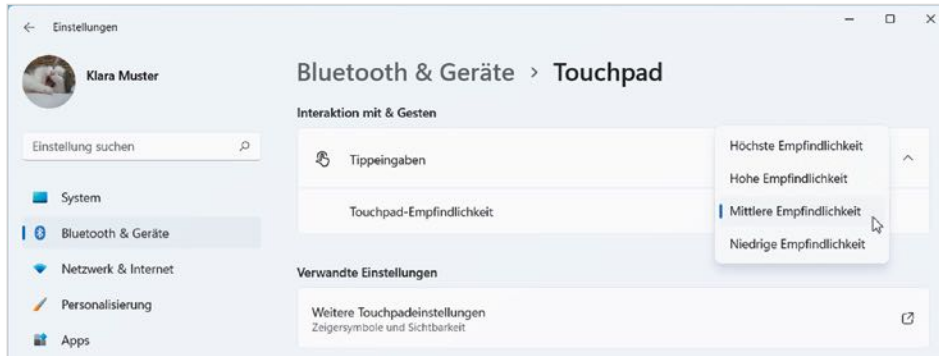 Einstellungen
Klara Muster
Einstellung suchen
System
Bluetooth & Geräte
Netzwerk & Internet
Personalisierung
Apps
Bluetooth & Geräte > Touchpad
Interaktion mit & Gesten
Tippeingaben
Touchpad-Empfindlichkeit
Höchste Empfindlichkeit
Hohe Empfindlichkeit
Mittlere Empfindlichkeit
Niedrige Empfindlichkeit
Verwandte Einstellungen
Weitere Touchpadeinstellungen
Zeigersymbole und Sichtbarkeit